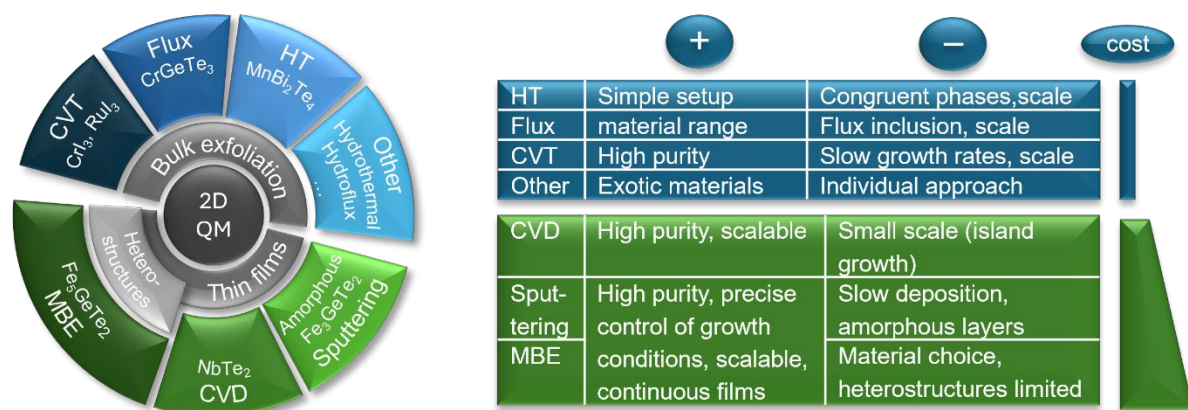 Flux
CrGeTe₃
HT
MnBi₂Te₄
CVT
CrI₃, RuI₃
Other
Hydrothermal
Hydroflux
...
Bulk exfoliation
2D
QM
Hetero-
structures
Thin films
Fe₅GeTe₂
MBE
NbTe₂
CVD
Amorphous
Fe₃GeTe₂
Sputtering
+
−
cost
HT Simple setup Congruent phases,scale
Flux material range Flux inclusion, scale
CVT High purity Slow growth rates, scale
Other Exotic materials Individual approach
CVD High purity, scalable Small scale (island
growth)
Sput- High purity, precise Slow deposition,
tering control of growth amorphous layers
MBE conditions, scalable, Material choice,
continuous films heterostructures limited